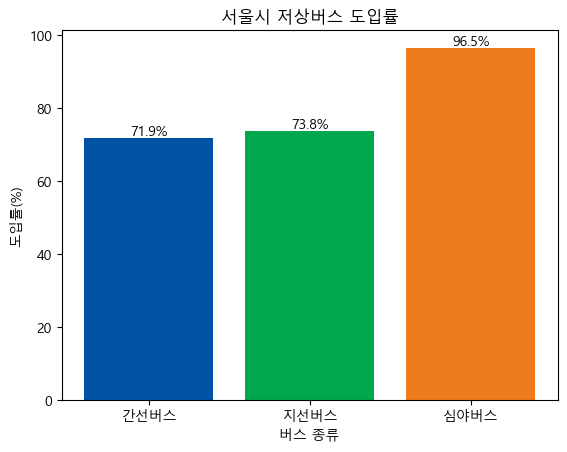 서울시 저상버스 도입률
100
80
60
40
20
0
도입률(%)
71.9%
73.8%
96.5%
간선버스
지선버스
심야버스
버스 종류